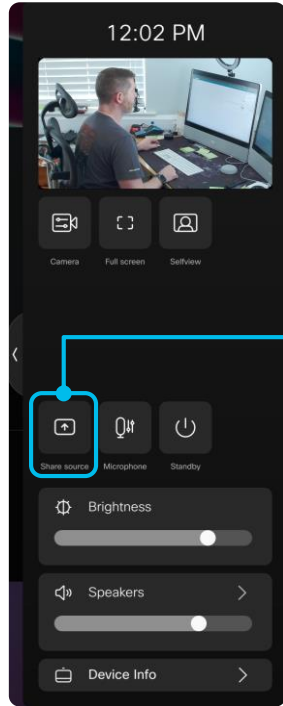 12:02 PM
Camera Full screen Selfview
Share source Microphone Standby
Brightness
Speakers
Device Info